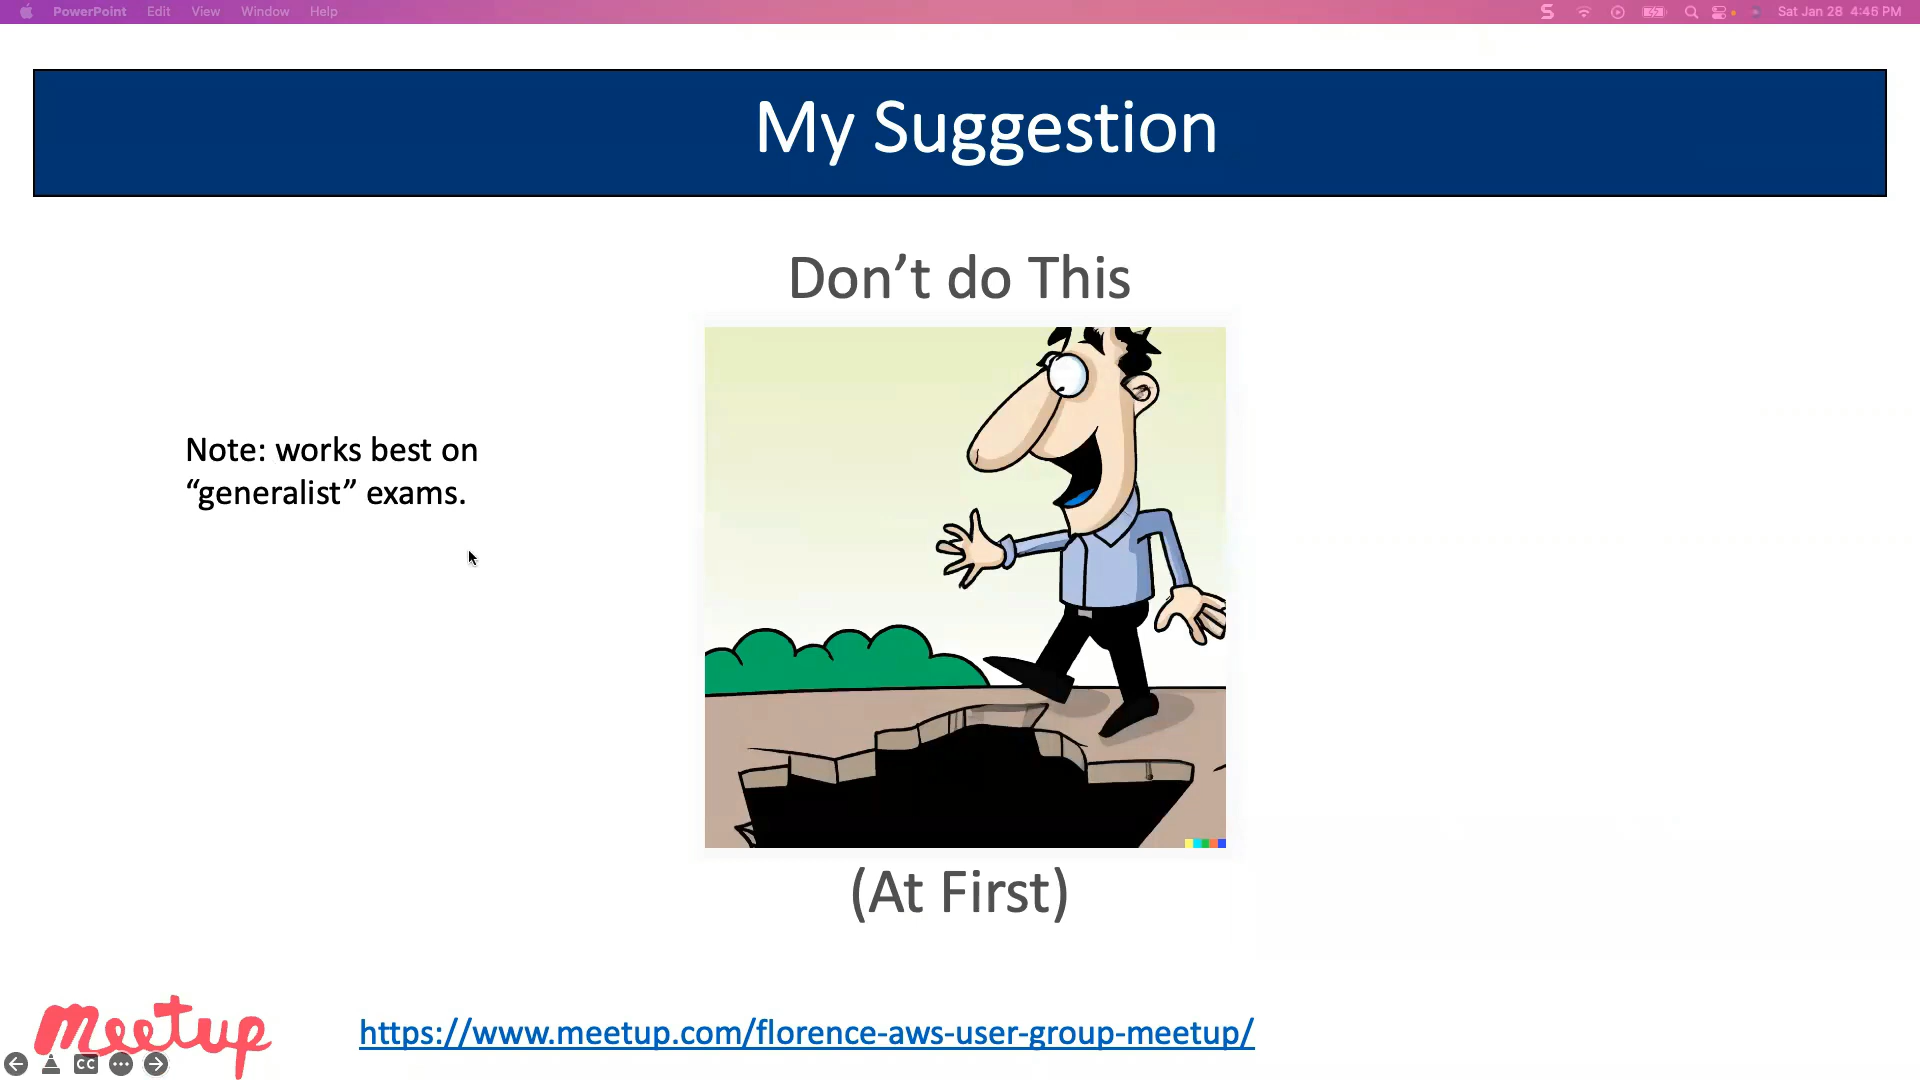 PowerPoint Edit View Window Help
Sat Jan 28 4:46 PM
My Suggestion
Don’t do This
Note: works best on
“generalist” exams.
(At First)
meetup
https://www.meetup.com/florence-aws-user-group-meetup/
CC